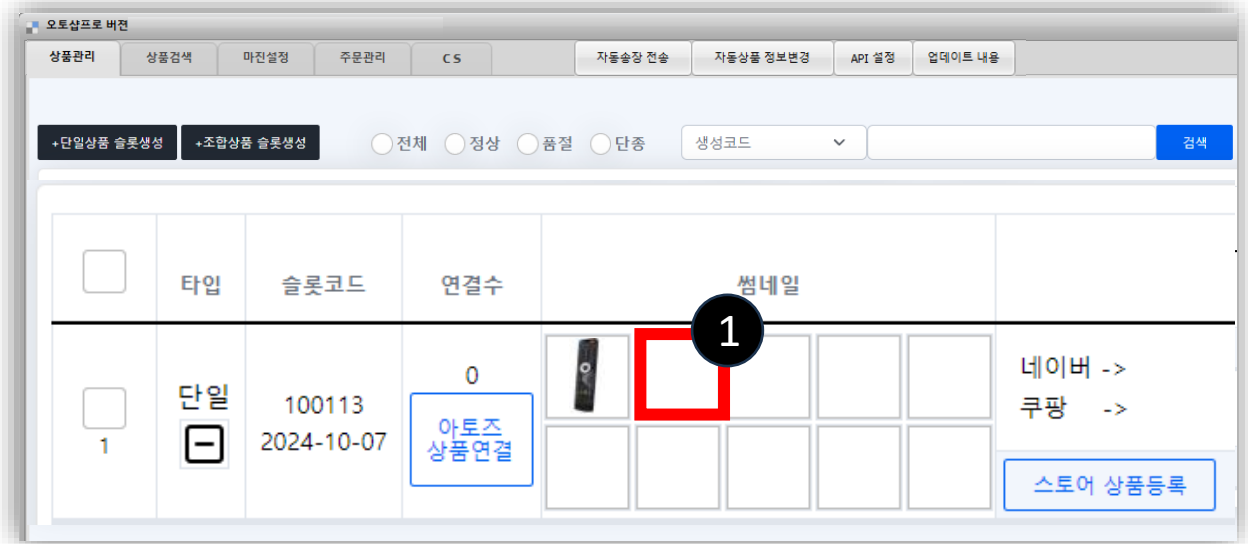 오토샵프로 버젼
상품관리 상품검색 마진설정 주문관리 C S 자동송장 전송 자동상품 정보변경 API 설정 업데이트 내용
+단일상품 슬롯생성 +조합상품 슬롯생성 전체 정상 품절 단종 생성코드 검색
타입 슬롯코드 연결수 썸네일
1
단일 100113 0 네이버 ->
1 2024-10-07 아토즈 쿠팡 ->
상품연결
스토어 상품등록